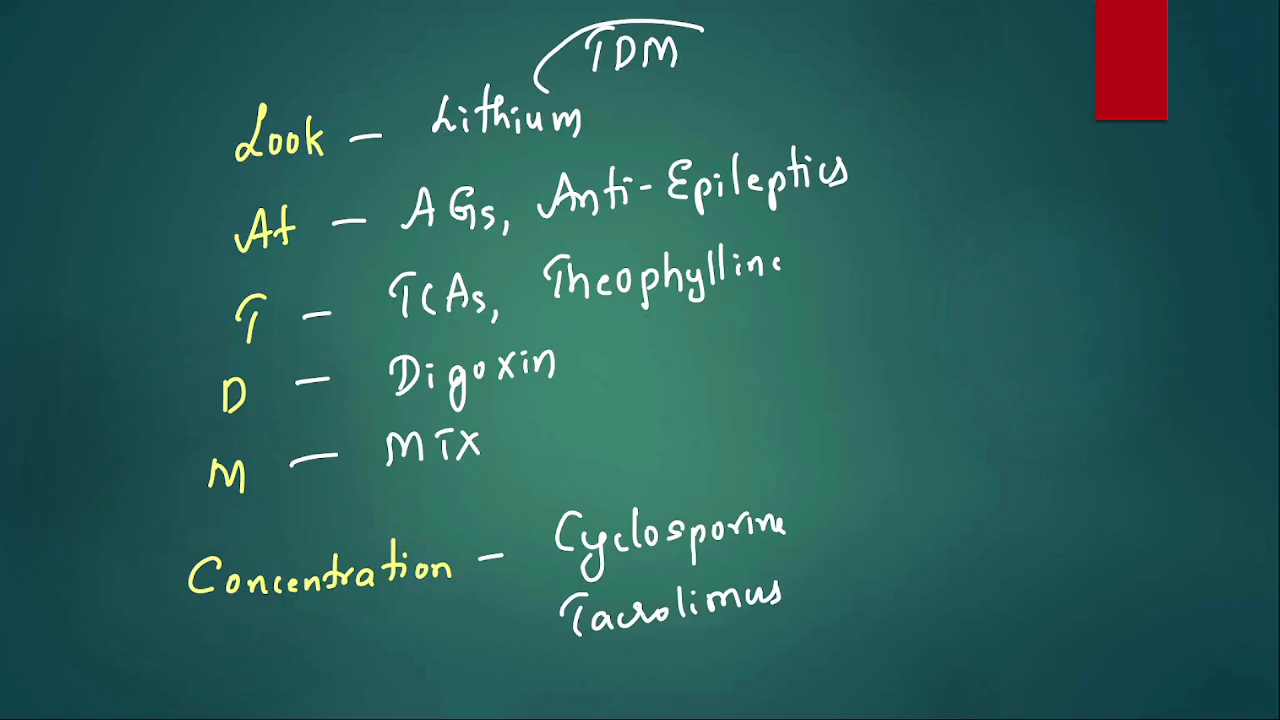 TDM
Look – Lithium
At – AGs, Anti-Epileptics
T – TCAs, Theophylline
D – Digoxin
M – MTX
Concentration – Cyclosporine
Tacrolimus